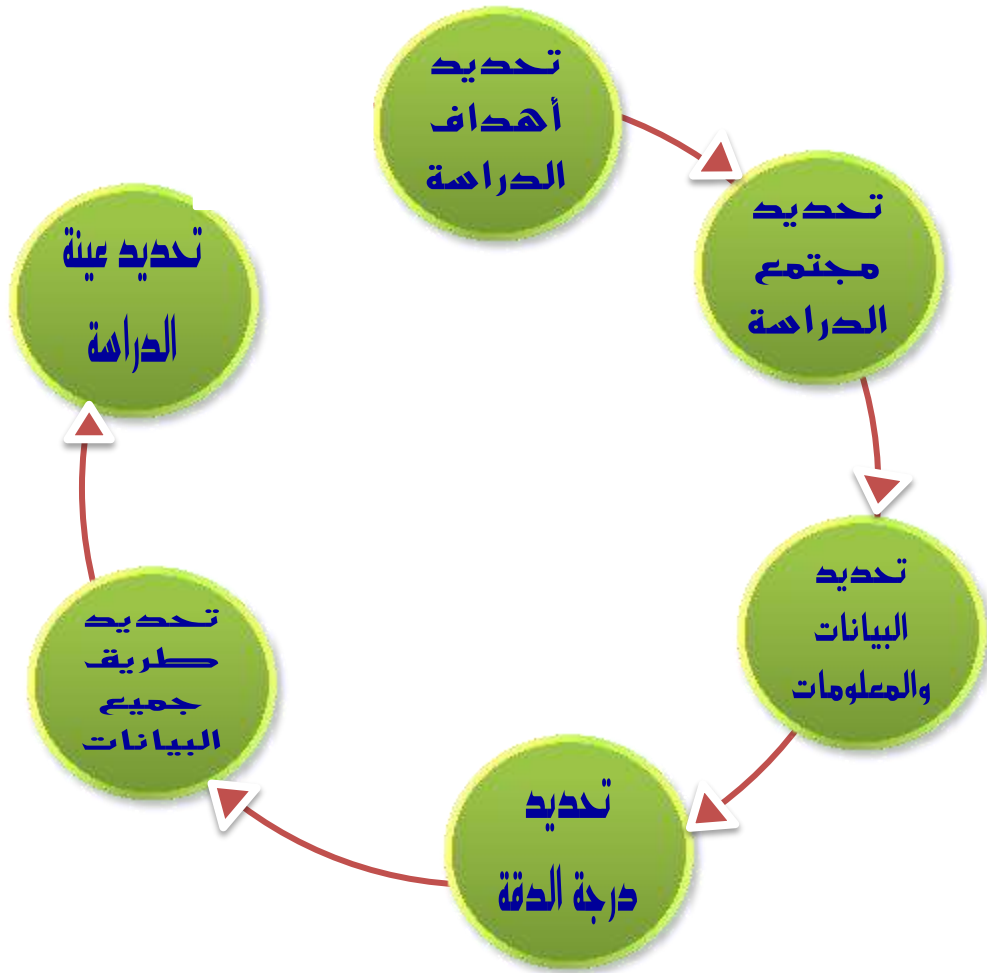 تحديد
أهداف
الدراسة
تحديد
مجتمع
الدراسة
تحديد
البيانات
والمعلومات
تحديد
درجة الدقة
تحديد
طريق
جميع
البيانات
تحديد عينة
الدراسة